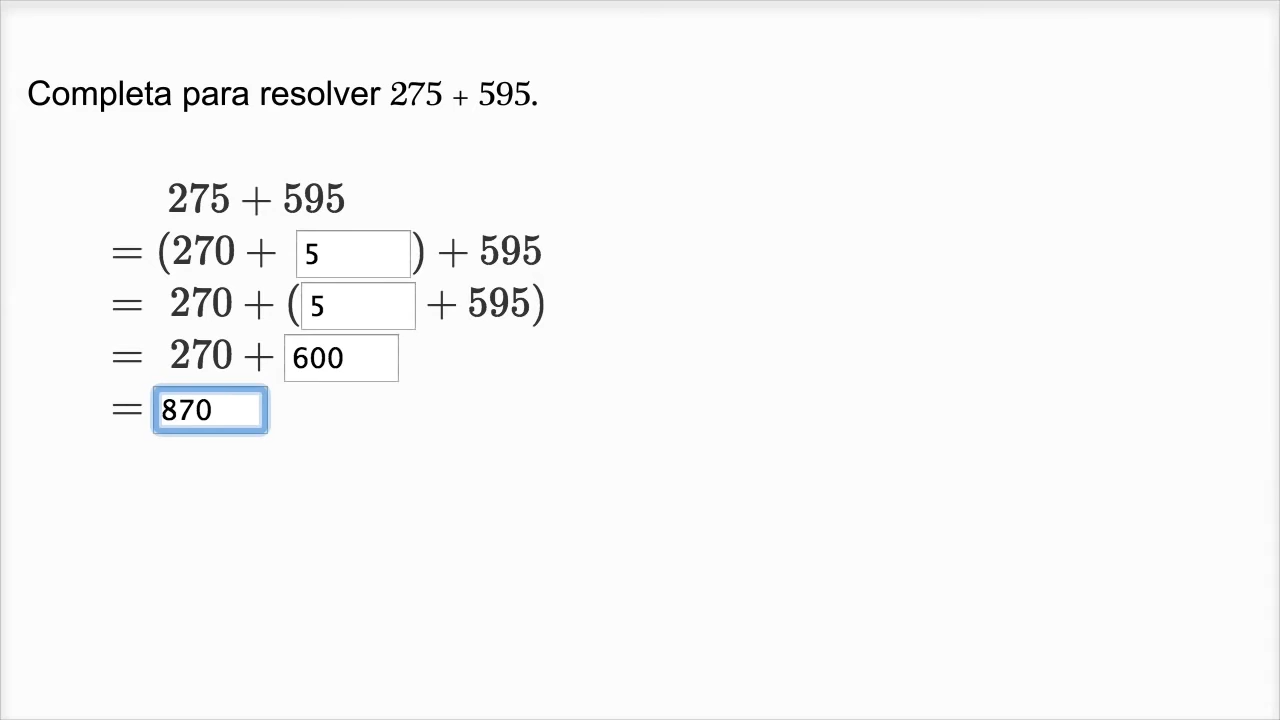 Completa para resolver 275 + 595.
275 + 595
= (270 + 5) + 595
= 270 + (5 + 595)
= 270 + 600
= 870